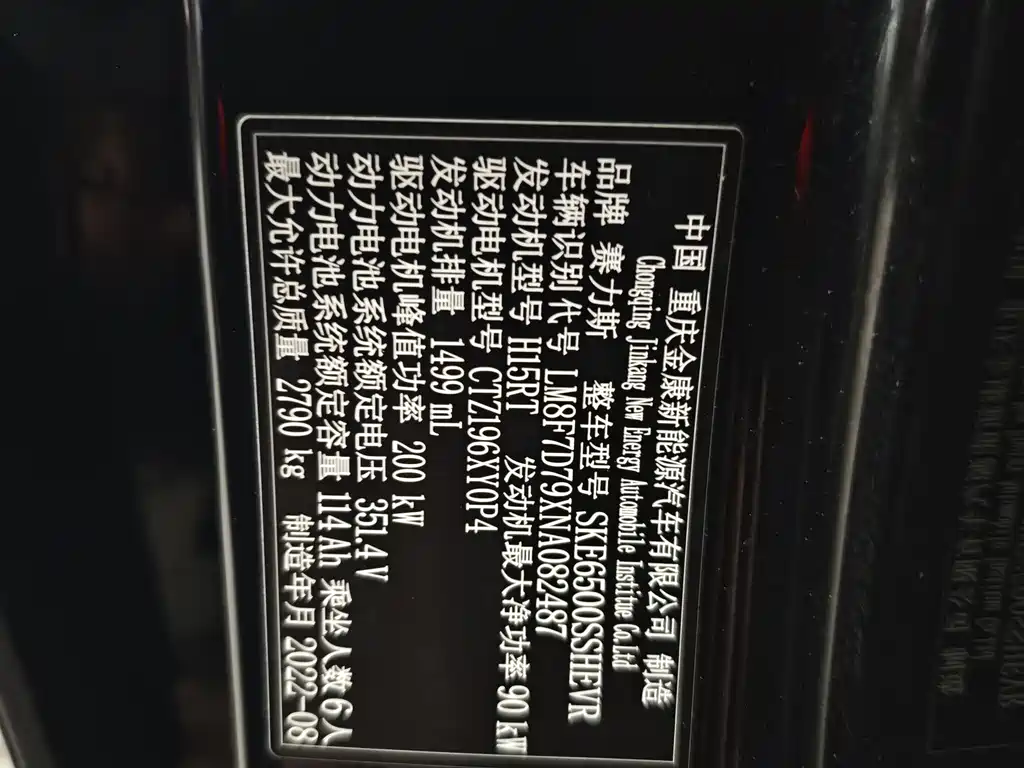 中国 重庆金康新能源汽车有限公司 制造
Chongqing Jinkang New Energy Automobile Institue Co.Ltd
品牌 赛力斯 整车型号 SKE6500SSHEVR
车辆识别代号 LM8F7D79XNA082487
发动机型号 H15RT 发动机最大净功率 90 kW
驱动电机型号 CTZ196XY0P4
发动机排量 1499 mL
驱动电机峰值功率 200 kW
动力电池系统额定电压 351.4 V
动力电池系统额定容量 114 Ah 乘坐人数 6人
最大允许总质量 2790 kg 制造年月 2022-08